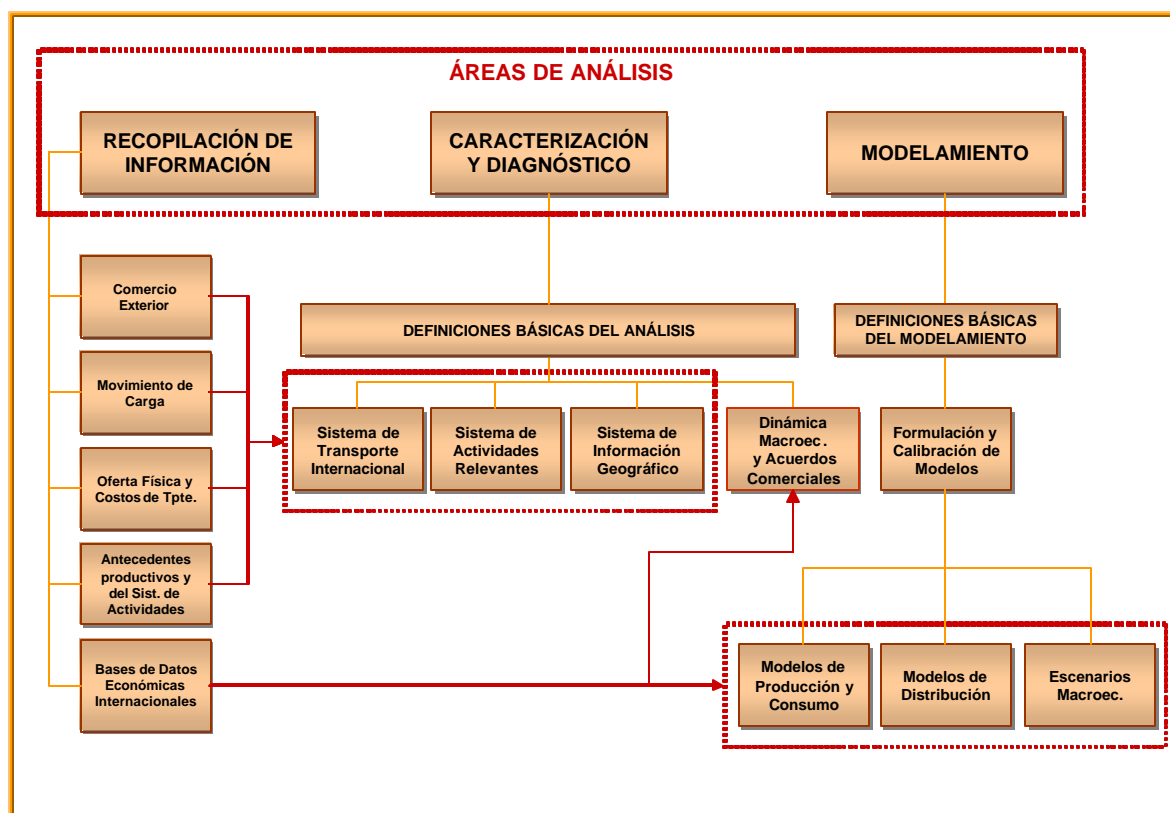 ÁREAS DE ANÁLISIS
RECOPILACIÓN DE
INFORMACIÓN
CARACTERIZACIÓN
Y DIAGNÓSTICO
MODELAMIENTO
Comercio
Exterior
Movimiento de
Carga
Oferta Física y
Costos de Tpte.
Antecedentes
productivos y
del Sist. de
Actividades
Bases de Datos
Económicas
Internacionales
DEFINICIONES BÁSICAS DEL ANÁLISIS
Sistema de
Transporte
Internacional
Sistema de
Actividades
Relevantes
Sistema de
Información
Geográfico
Dinámica
Macroec.
y Acuerdos
Comerciales
DEFINICIONES BÁSICAS
DEL MODELAMIENTO
Formulación y
Calibración de
Modelos
Modelos de
Producción y
Consumo
Modelos de
Distribución
Escenarios
Macroec.